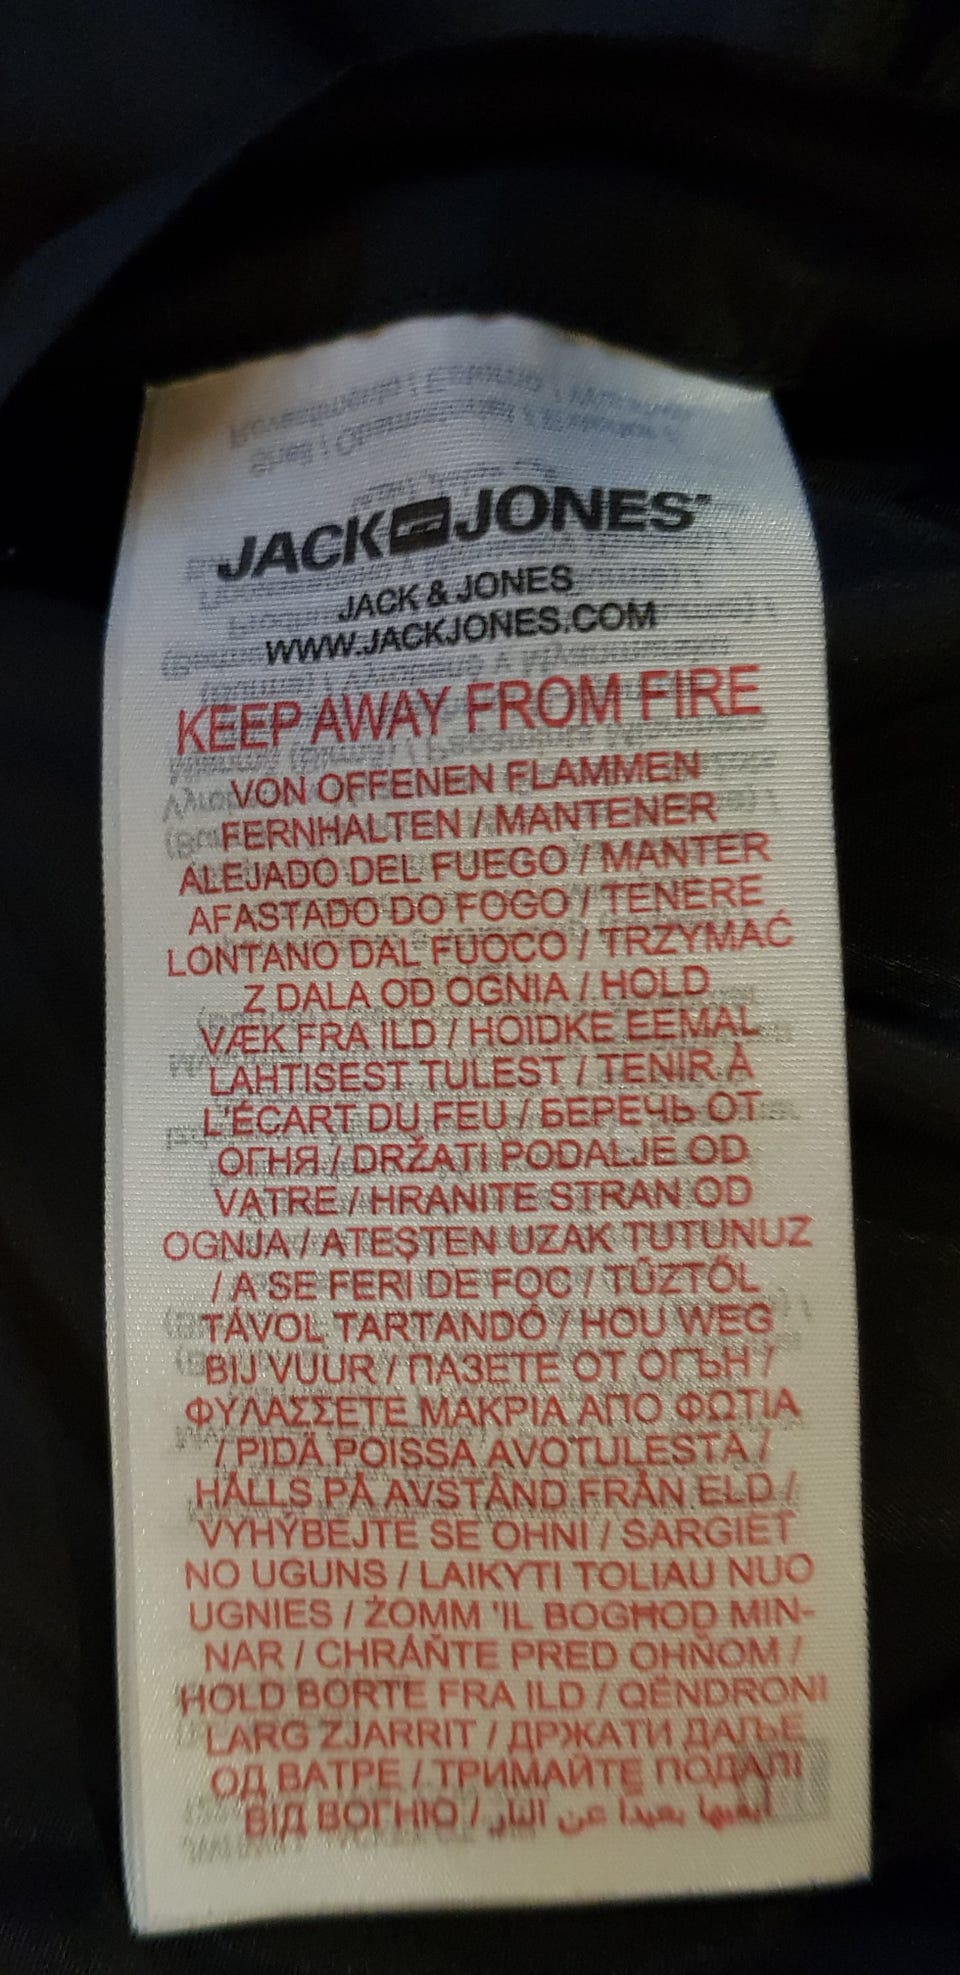 JACK JONES
JACK & JONES
WWW.JACKJONES.COM
KEEP AWAY FROM FIRE
VON OFFENEN FLAMMEN
FERNHALTEN / MANTENER
ALEJADO DEL FUEGO / MANTER
AFASTADO DO FOGO / TENERE
LONTANO DAL FUOCO / TRZYMAĆ
Z DALA OD OGNIA / HOLD
VÆK FRA ILD / HOIDKE EEMAL
LAHTISEST TULEST / TENIR À
L'ÉCART DU FEU / БЕРЕЧЬ ОТ
ОГНЯ / DRŽATI PODALJE OD
VATRE / HRANITE STRAN OD
OGNJA / ATEŞTEN UZAK TUTUNUZ
/ A SE FERI DE FOC / TŰZTŐL
TÁVOL TARTANDÓ / HOU WEG
BIJ VUUR / ПАЗЕТЕ ОТ ОГЪН /
ΦΥΛΑΣΣΕΤΕ ΜΑΚΡΙΑ ΑΠΟ ΦΩΤΙΑ
/ PIDÄ POISSA AVOTULESTA /
HÅLLS PÅ AVSTÅND FRÅN ELD /
VYHÝBEJTE SE OHNI / SARGIET
NO UGUNS / LAIKYTI TOLIAU NUO
UGNIES / ŻOMM 'IL BOGĦOD MIN-
NAR / CHRÁŇTE PRED OHŇOM /
HOLD BORTE FRA ILD / QËNDRONI
LARG ZJARRIT / ДРЖАТИ ДАЉЕ
ОД ВАТРЕ / ТРИМАЙТЕ ПОДАЛІ
ВІД ВОГНЮ / أبقيها بعيداً عن النار